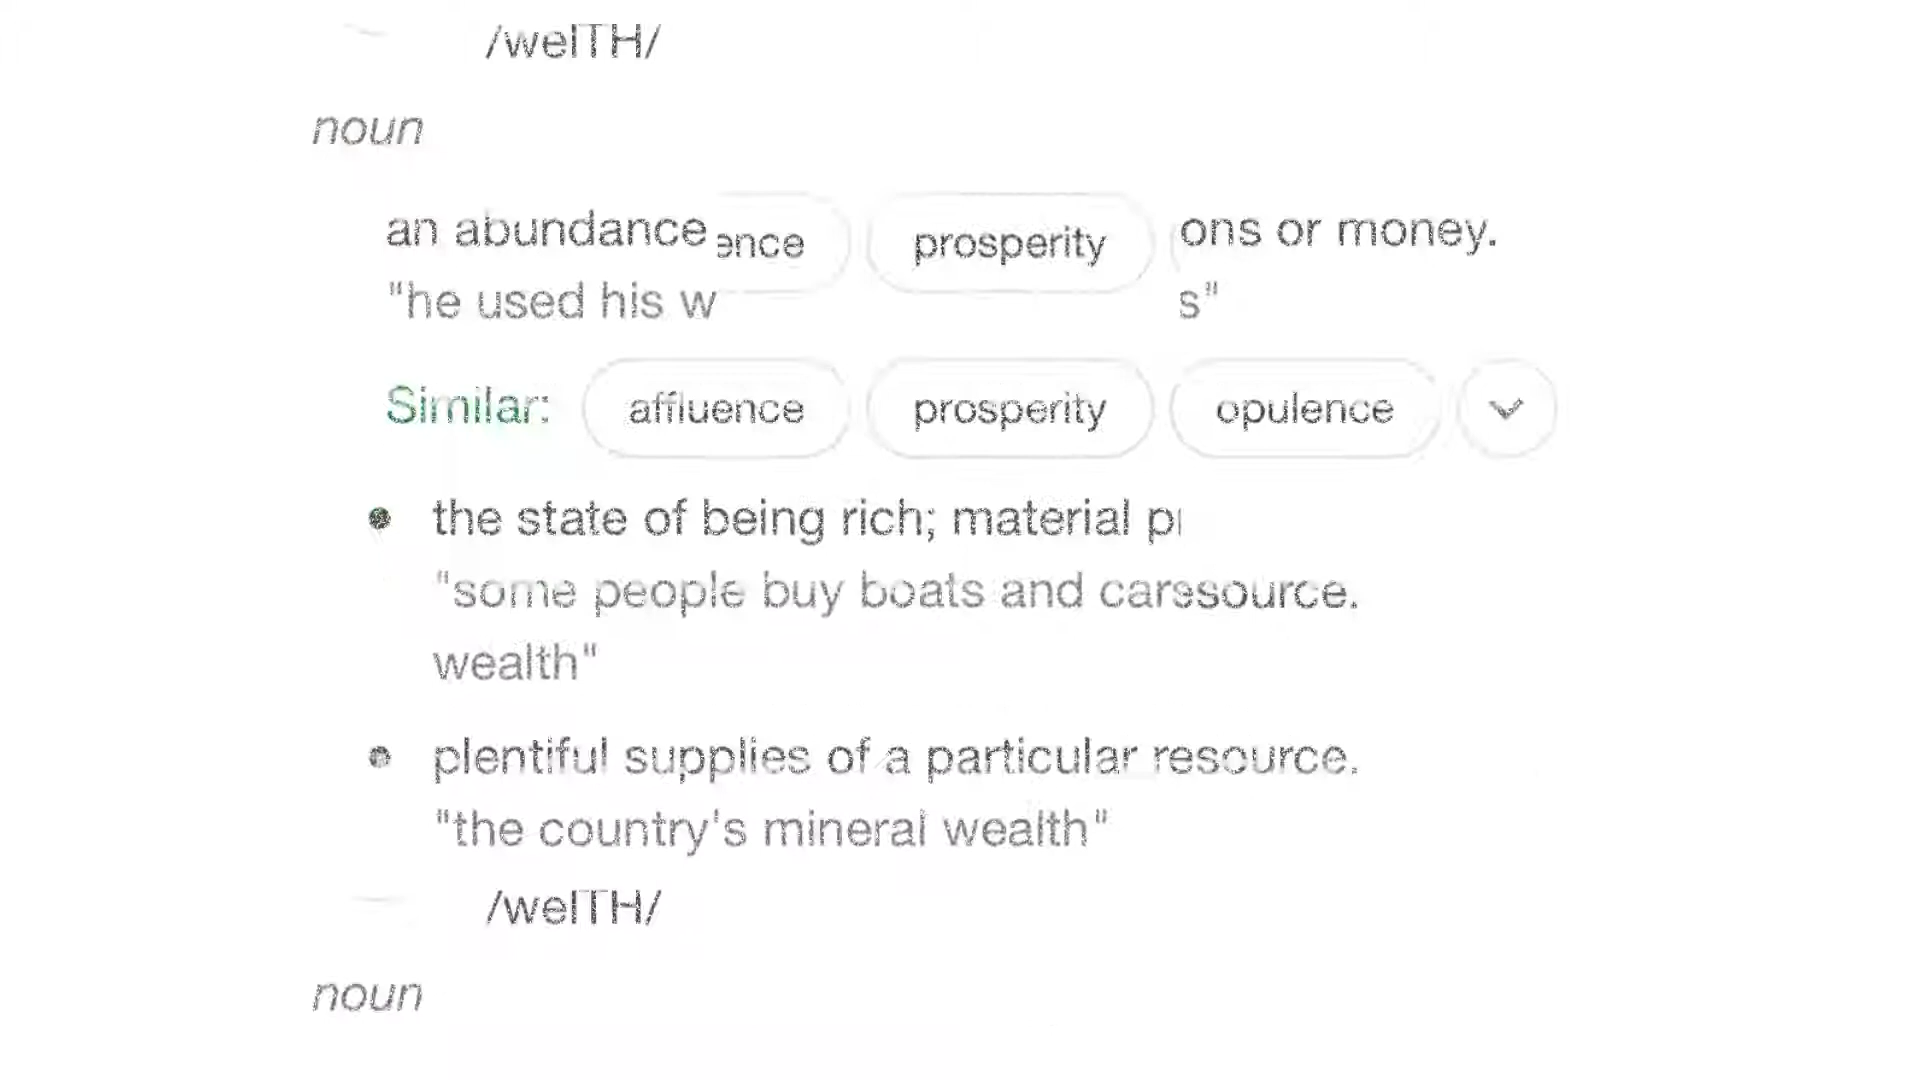 /welTH/
noun
an abundance ence prosperity ons or money.
"he used his w s"
Similar: affluence prosperity opulence
the state of being rich; material p
"some people buy boats and carssource.
wealth"
plentiful supplies of a particular resource.
"the country's mineral wealth"
/welTH/
noun